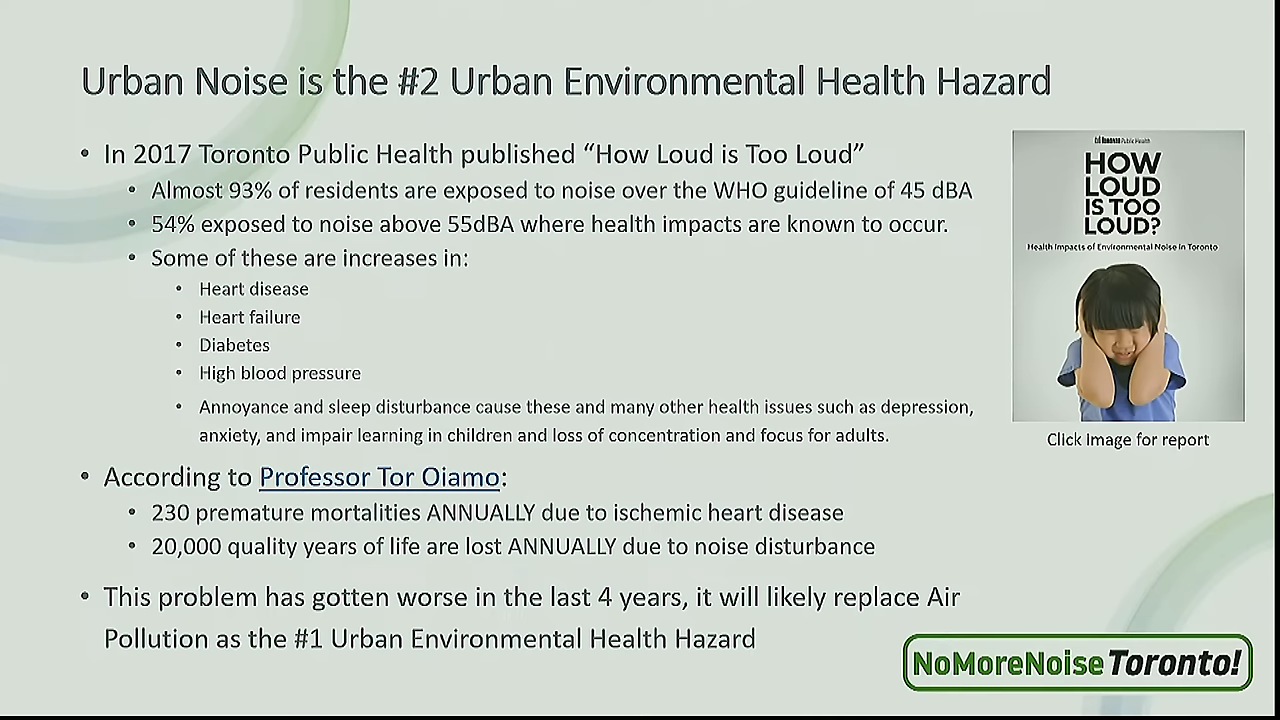 Urban Noise is the #2 Urban Environmental Health Hazard
• In 2017 Toronto Public Health published “How Loud is Too Loud”
• Almost 93% of residents are exposed to noise over the WHO guideline of 45 dBA
• 54% exposed to noise above 55dBA where health impacts are known to occur.
• Some of these are increases in:
• Heart disease
• Heart failure
• Diabetes
• High blood pressure
• Annoyance and sleep disturbance cause these and many other health issues such as depression,
anxiety, and impair learning in children and loss of concentration and focus for adults.
• According to Professor Tor Oiamo:
• 230 premature mortalities ANNUALLY due to ischemic heart disease
• 20,000 quality years of life are lost ANNUALLY due to noise disturbance
• This problem has gotten worse in the last 4 years, it will likely replace Air
Pollution as the #1 Urban Environmental Health Hazard
Toronto Public Health
HOW
LOUD
IS TOO
LOUD?
Health Impacts of Environmental Noise in Toronto
Click image for report
NoMoreNoiseToronto!